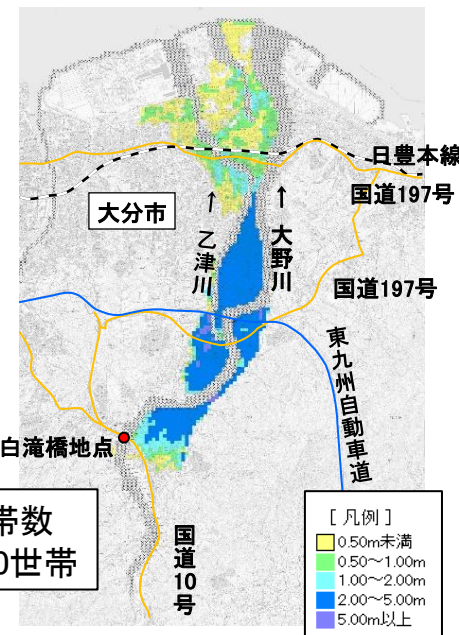 日豊本線
国道197号
大分市
↑
乙津川
↑
大野川
国道197号
東九州自動車道
白滝橋地点
帯数
0世帯
国道10号
[ 凡例 ]
0.50m未満
0.50～1.00m
1.00～2.00m
2.00～5.00m
5.00m以上